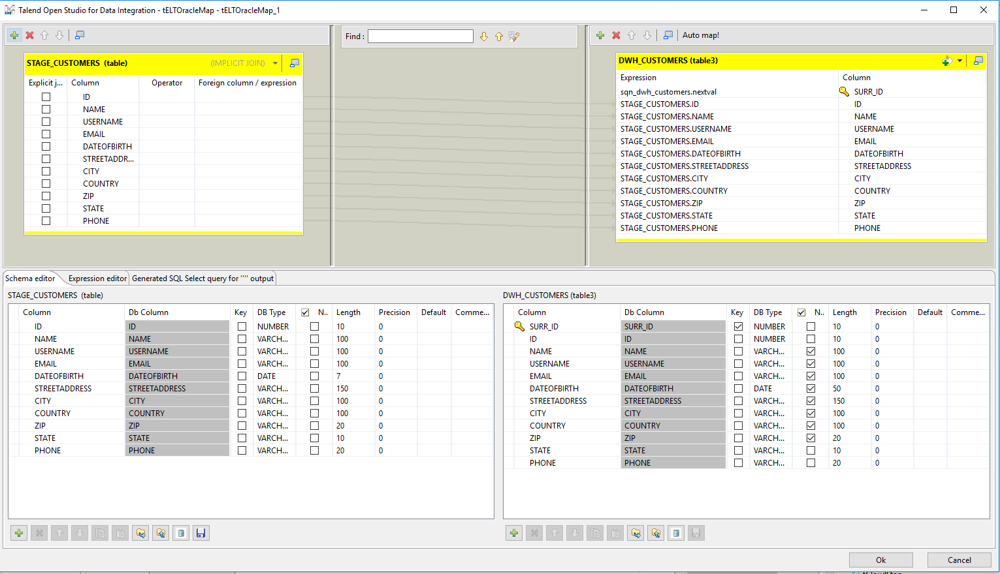 Talend Open Studio for Data Integration - tELTOracleMap - tELTOracleMap_1
Find :
Auto map!
STAGE_CUSTOMERS (table) (IMPLICIT JOIN)
Explicit j... Column Operator Foreign column / expression
ID
NAME
USERNAME
EMAIL
DATEOFBIRTH
STREETADDR...
CITY
COUNTRY
ZIP
STATE
PHONE
DWH_CUSTOMERS (table3)
Expression Column
sqn_dwh_customers.nextval SURR_ID
STAGE_CUSTOMERS.ID ID
STAGE_CUSTOMERS.NAME NAME
STAGE_CUSTOMERS.USERNAME USERNAME
STAGE_CUSTOMERS.EMAIL EMAIL
STAGE_CUSTOMERS.DATEOFBIRTH DATEOFBIRTH
STAGE_CUSTOMERS.STREETADDRESS STREETADDRESS
STAGE_CUSTOMERS.CITY CITY
STAGE_CUSTOMERS.COUNTRY COUNTRY
STAGE_CUSTOMERS.ZIP ZIP
STAGE_CUSTOMERS.STATE STATE
STAGE_CUSTOMERS.PHONE PHONE
Schema editor Expression editor Generated SQL Select query for "" output
STAGE_CUSTOMERS (table)
Column Db Column Key DB Type N.. Length Precision Default Comme...
ID ID NUMBER 10 0
NAME NAME VARCH... 100 0
USERNAME USERNAME VARCH... 100 0
EMAIL EMAIL VARCH... 100 0
DATEOFBIRTH DATEOFBIRTH DATE 7 0
STREETADDRESS STREETADDRESS VARCH... 150 0
CITY CITY VARCH... 100 0
COUNTRY COUNTRY VARCH... 100 0
ZIP ZIP VARCH... 20 0
STATE STATE VARCH... 10 0
PHONE PHONE VARCH... 20 0
DWH_CUSTOMERS (table3)
Column Db Column Key DB Type N.. Length Precision Default Comme...
SURR_ID SURR_ID NUMBER 10 0
ID ID NUMBER 10 0
NAME NAME VARCH... 100 0
USERNAME USERNAME VARCH... 100 0
EMAIL EMAIL VARCH... 100 0
DATEOFBIRTH DATEOFBIRTH DATE 50 0
STREETADDRESS STREETADDRESS VARCH... 150 0
CITY CITY VARCH... 100 0
COUNTRY COUNTRY VARCH... 100 0
ZIP ZIP VARCH... 20 0
STATE STATE VARCH... 10 0
PHONE PHONE VARCH... 20 0
Ok Cancel